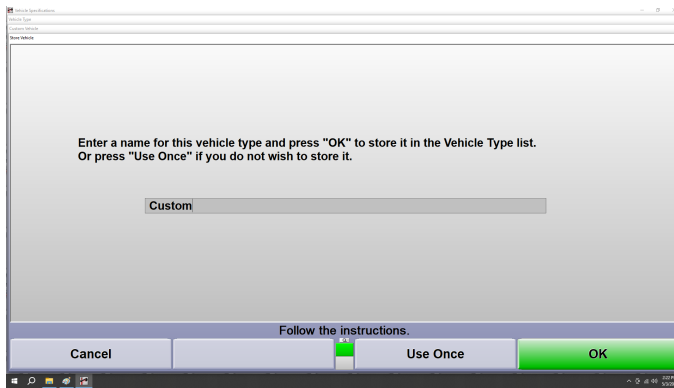 Vehicle Specifications
Vehicle Type
Custom Vehicle
Store Vehicle
Enter a name for this vehicle type and press "OK" to store it in the Vehicle Type list.
Or press "Use Once" if you do not wish to store it.
Custom
Follow the instructions.
Cancel
Use Once
OK